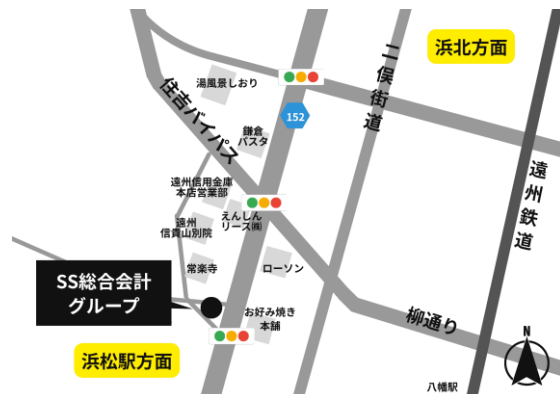 浜北方面
二俣街道
湯風景しおり
152
住吉バイパス
鎌倉
パスタ
遠州鉄道
遠州信用金庫
本店営業部
えんしん
リース㈱
遠州
信貴山別院
常楽寺
ローソン
SS総合会計
グループ
お好み焼き
本舗
柳通り
浜松駅方面
八幡駅
N